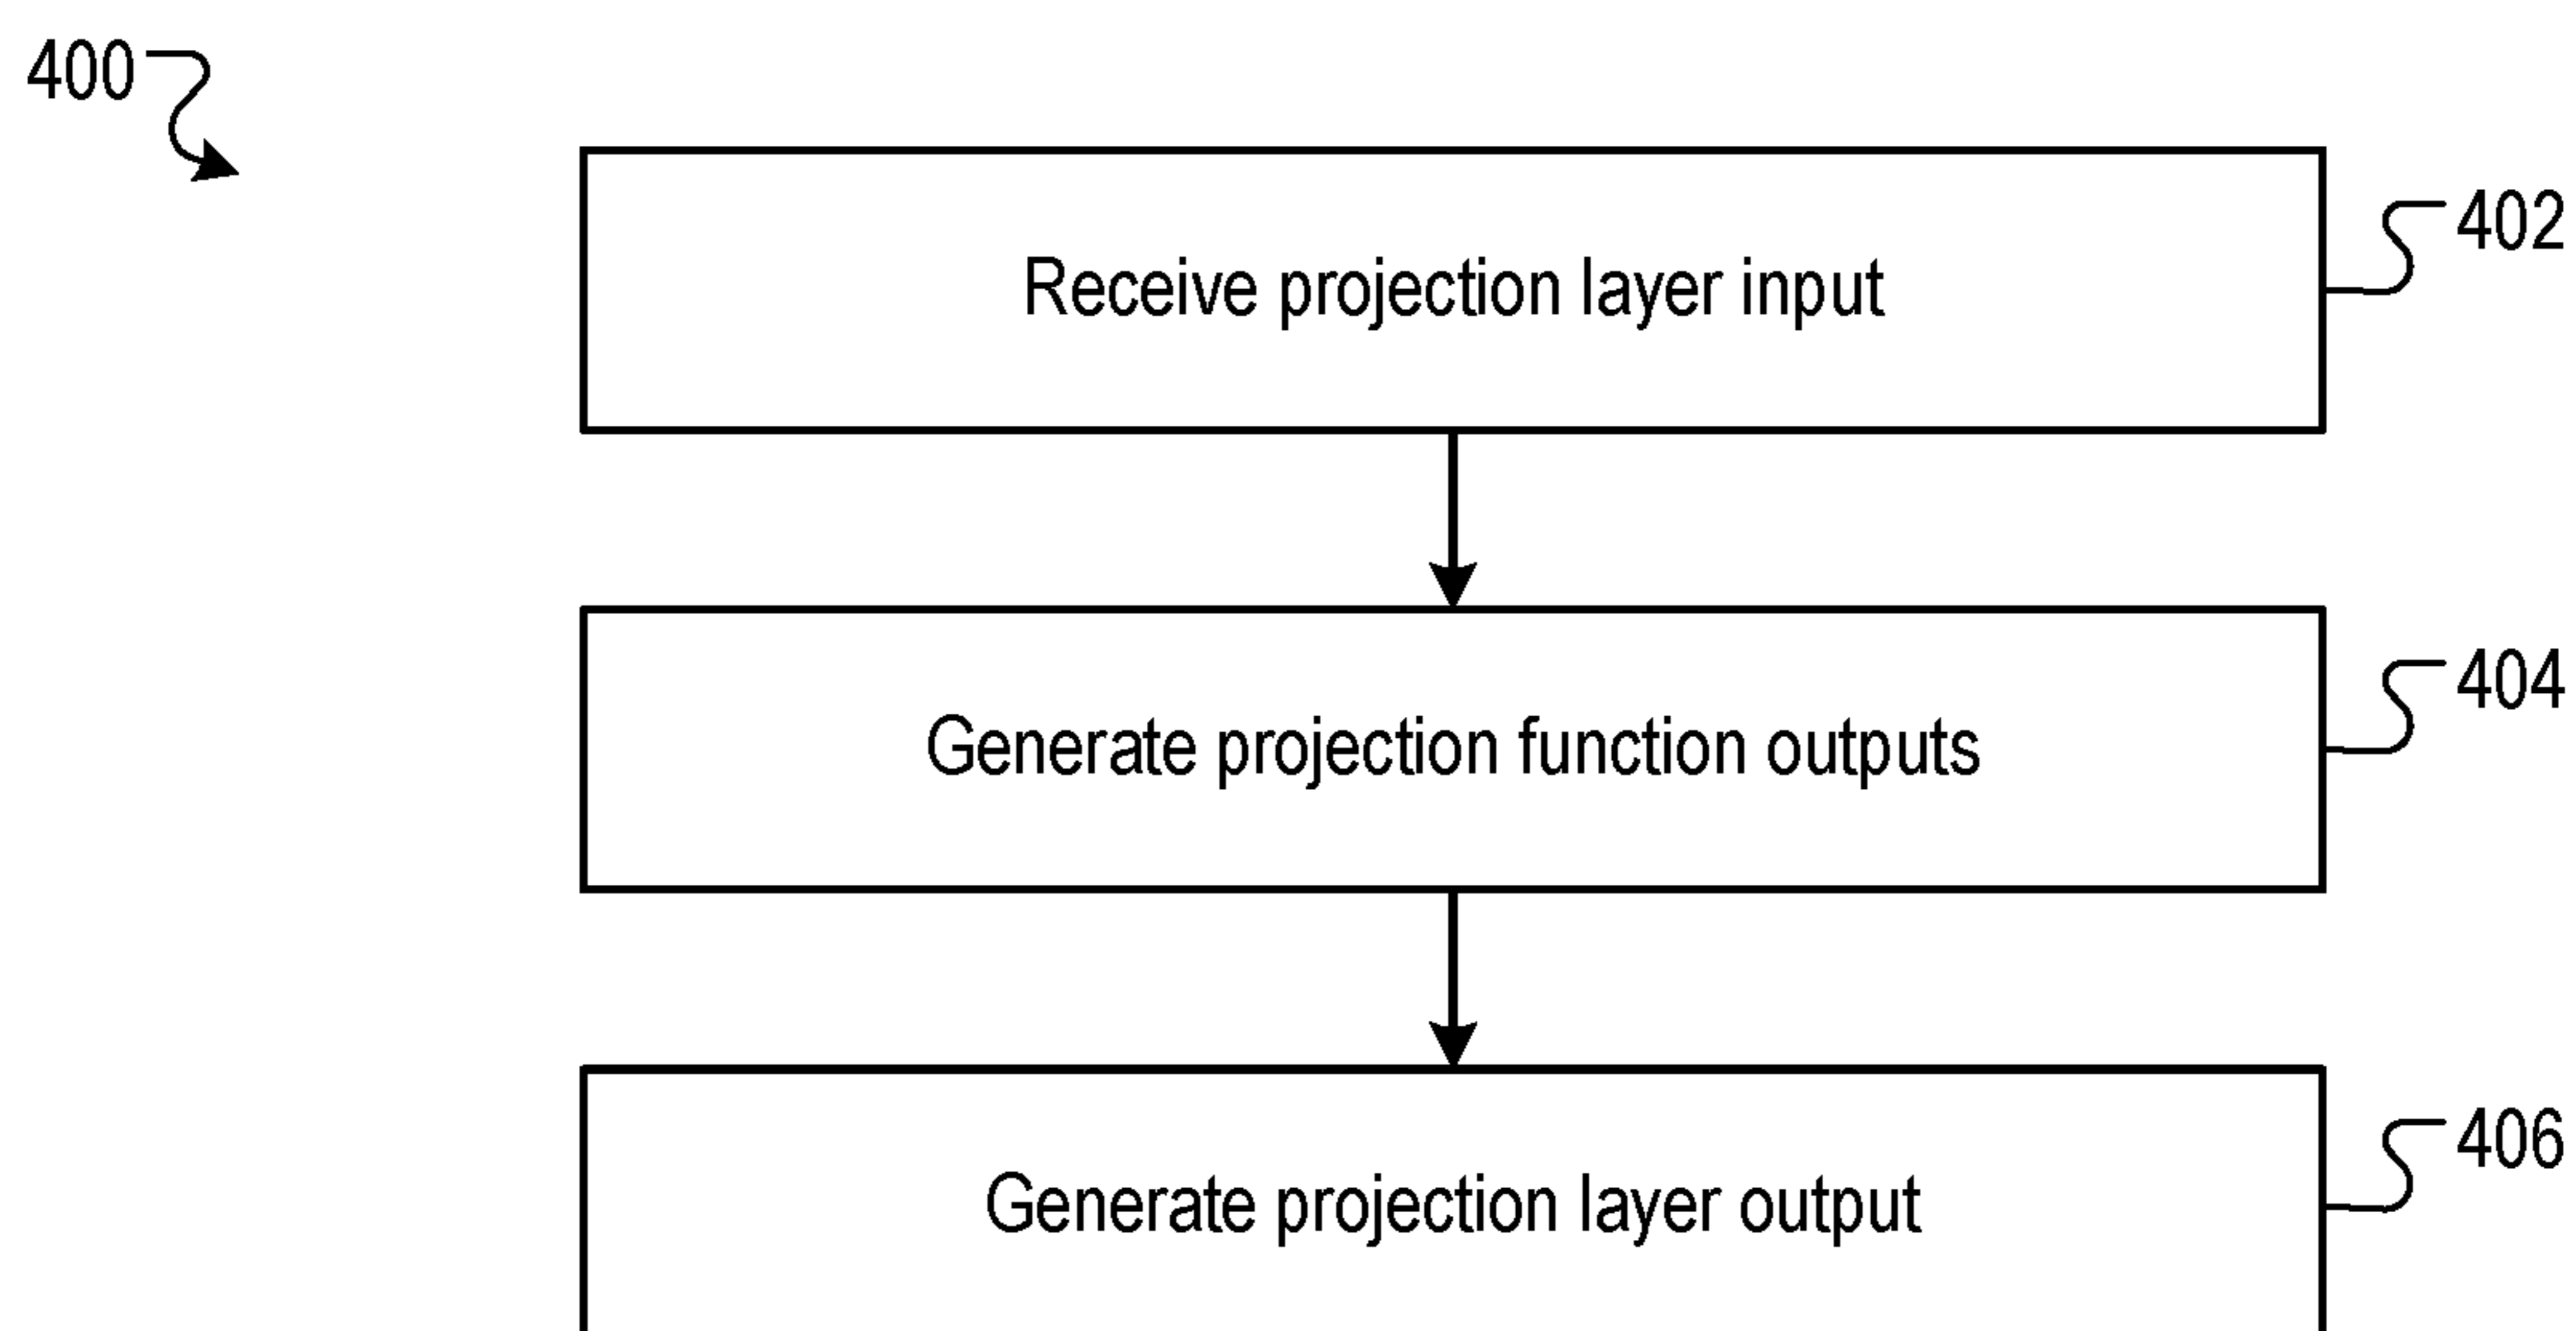 400
Receive projection layer input
402
Generate projection function outputs
404
Generate projection layer output
406